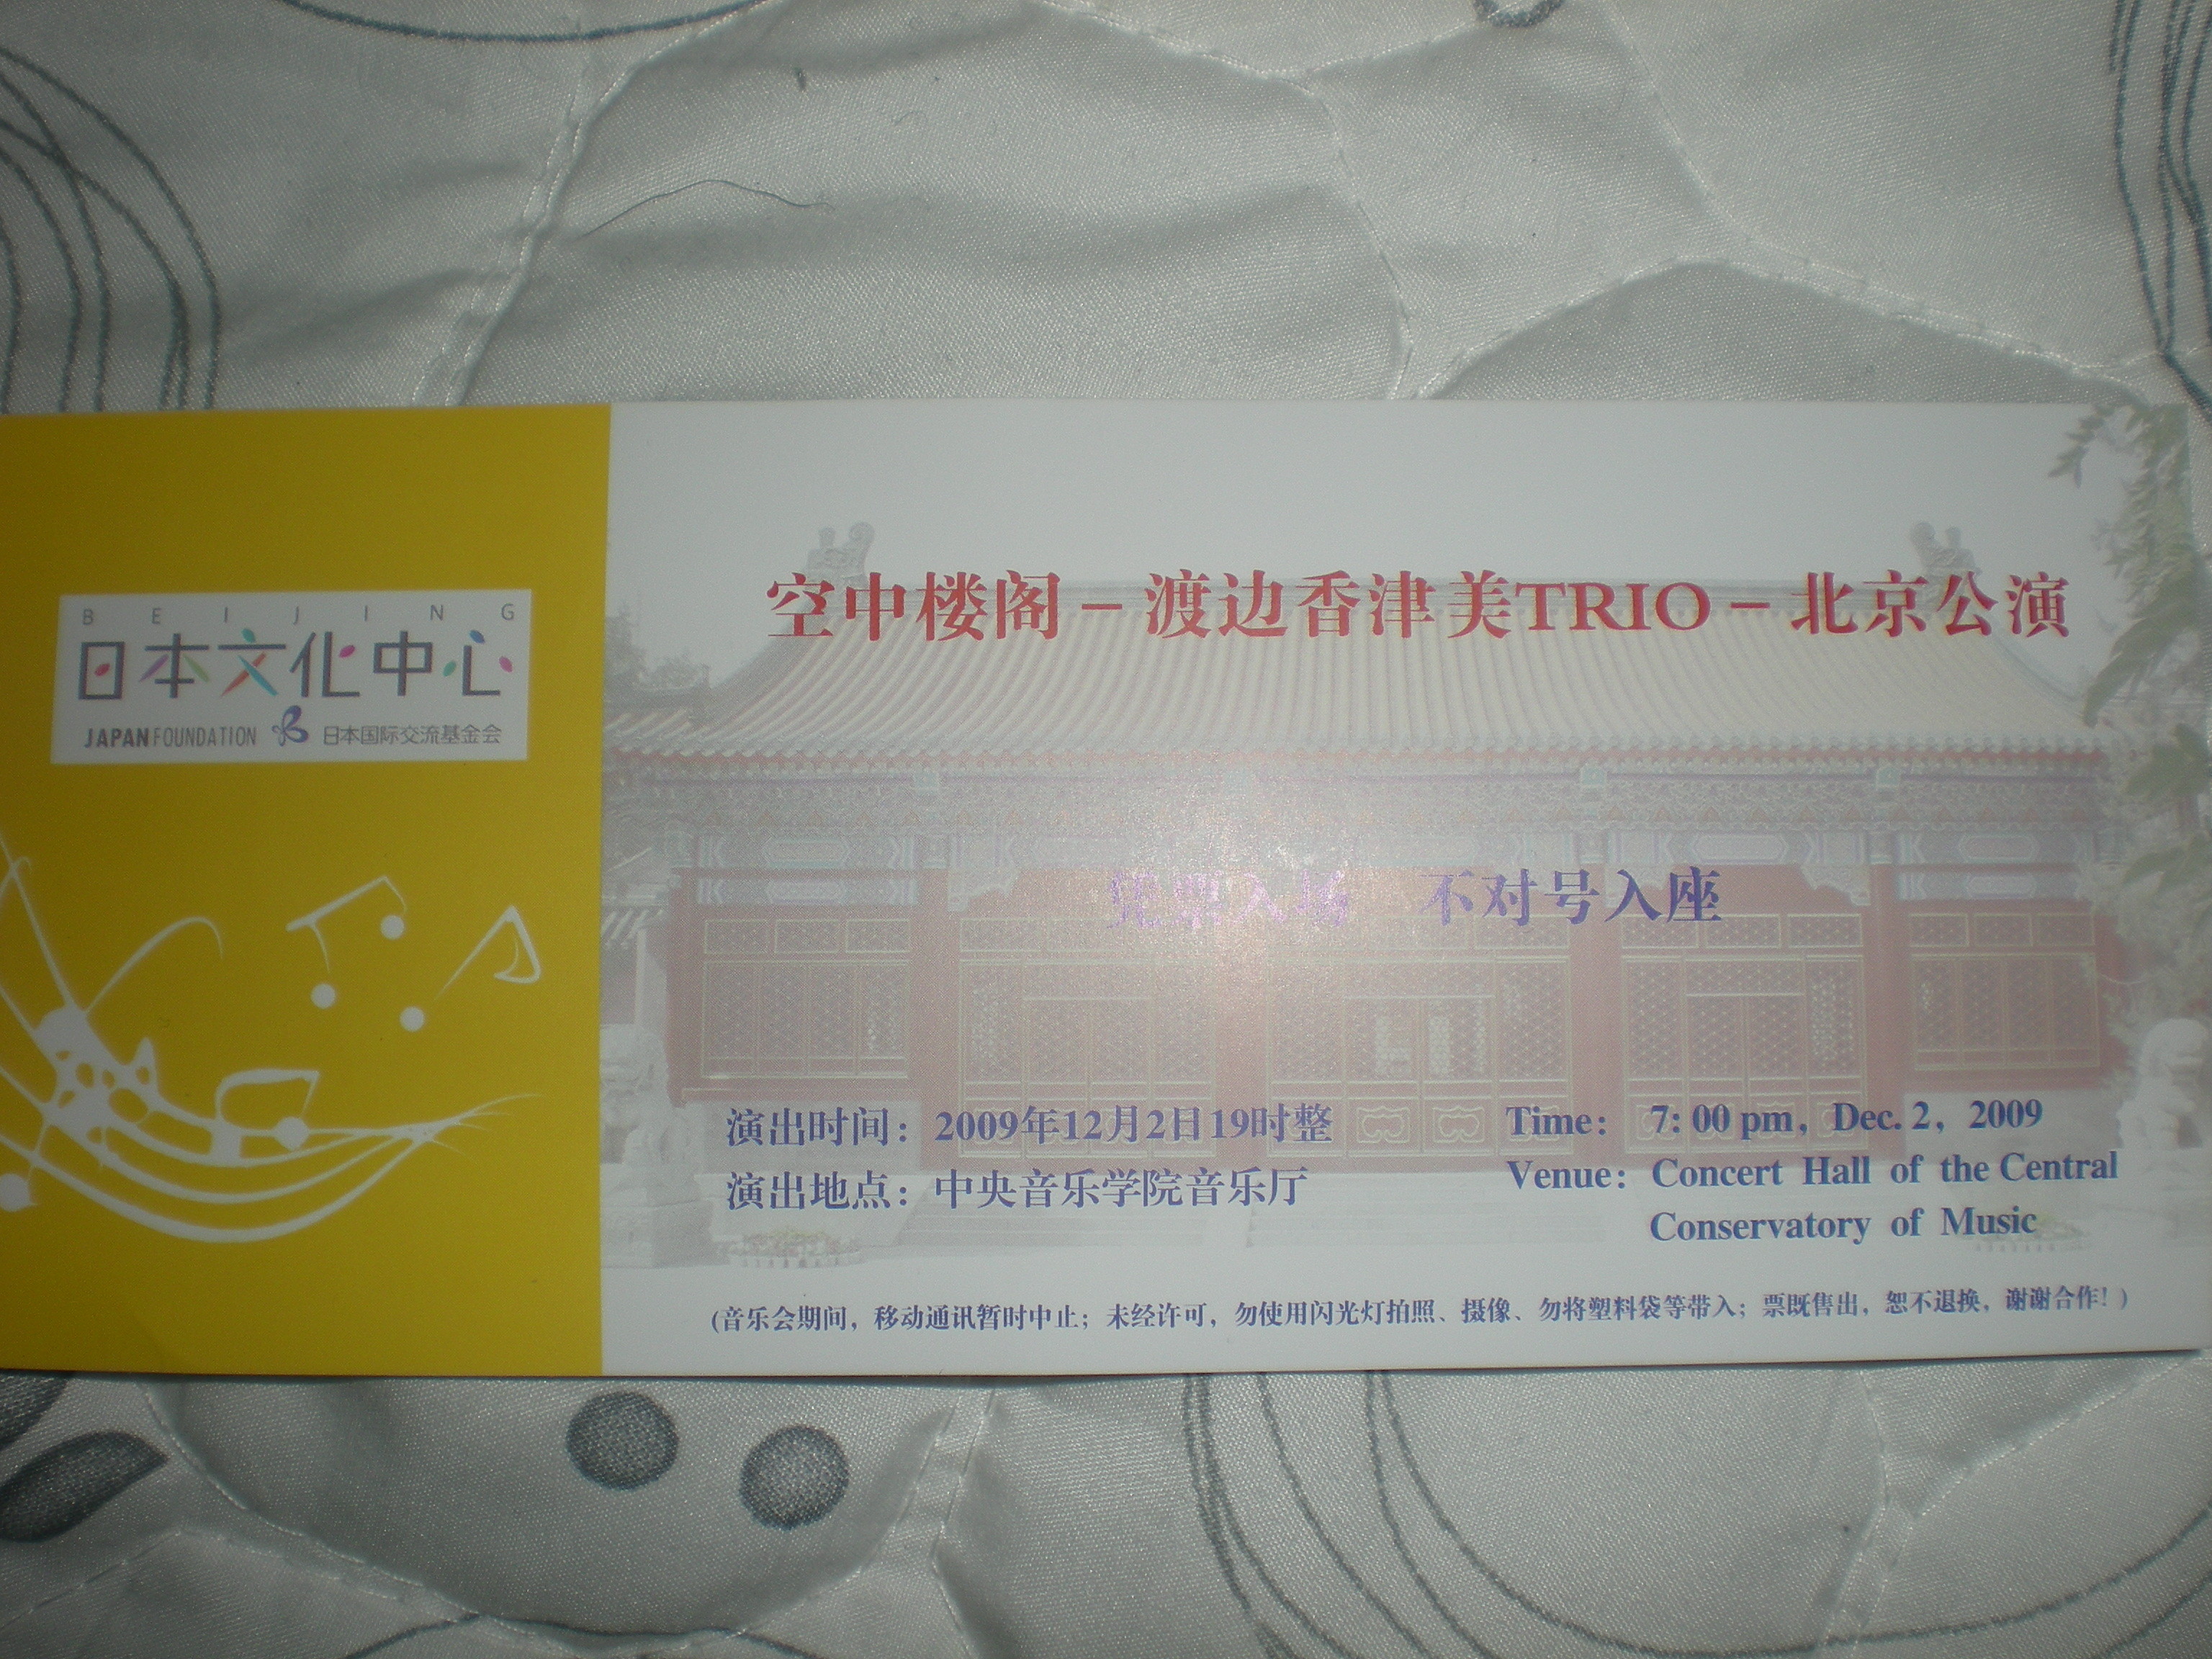 BEIJING
日本文化中心
JAPAN FOUNDATION 日本国际交流基金会
空中楼阁－渡边香津美TRIO－北京公演
凭票入场 不对号入座
演出时间：2009年12月2日19时整
演出地点：中央音乐学院音乐厅
Time： 7：00 pm，Dec. 2，2009
Venue：Concert Hall of the Central
Conservatory of Music
(音乐会期间，移动通讯暂时中止；未经许可，勿使用闪光灯拍照、摄像、勿将塑料袋等带入；票既售出，恕不退换，谢谢合作！)